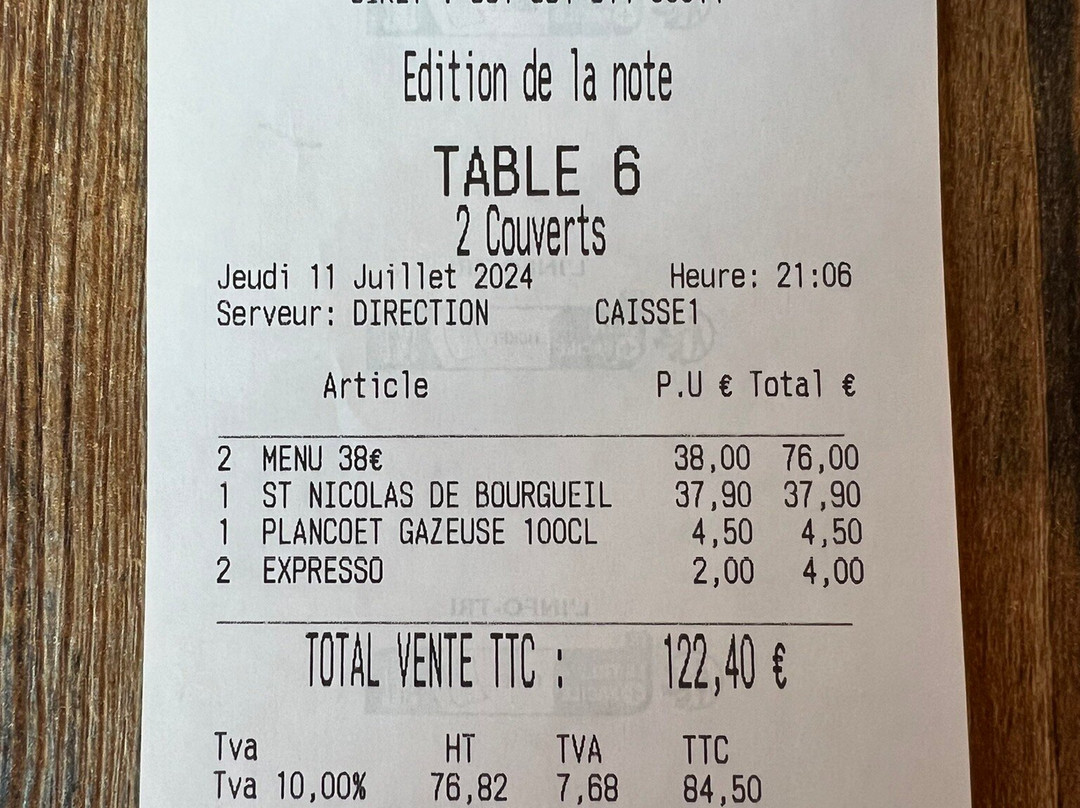 Edition de la note
TABLE 6
2 Couverts
Jeudi 11 Juillet 2024 Heure: 21:06
Serveur: DIRECTION CAISSE1
Article P.U € Total €
2 MENU 38€ 38,00 76,00
1 ST NICOLAS DE BOURGUEIL 37,90 37,90
1 PLANCOET GAZEUSE 100CL 4,50 4,50
2 EXPRESSO 2,00 4,00
TOTAL VENTE TTC : 122,40 €
Tva HT TVA TTC
Tva 10,00% 76,82 7,68 84,50